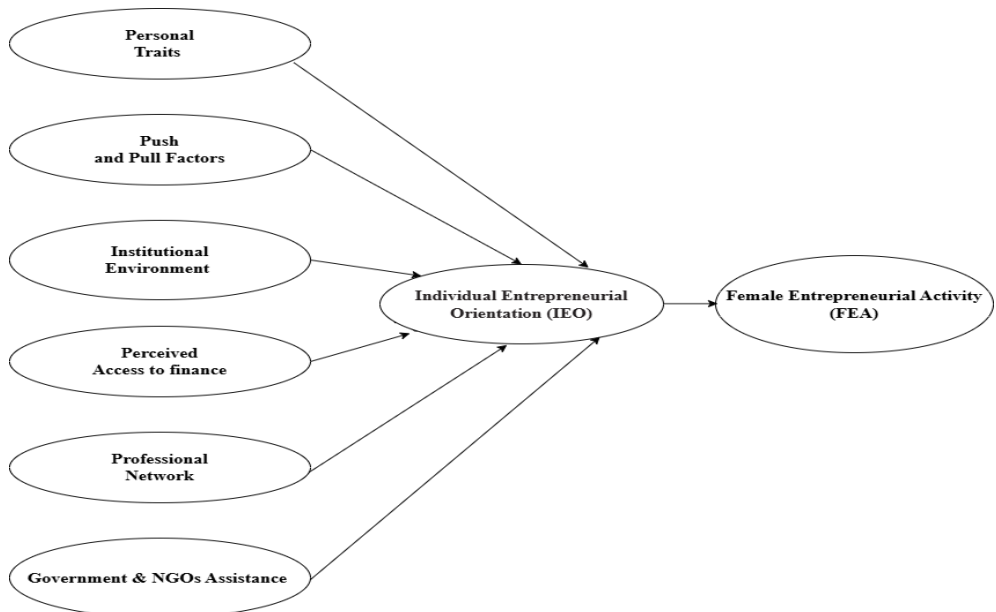 Personal
Traits
Push
and Pull Factors
Institutional
Environment
Perceived
Access to finance
Professional
Network
Government & NGOs Assistance
Individual Entrepreneurial
Orientation (IEO)
Female Entrepreneurial Activity
(FEA)